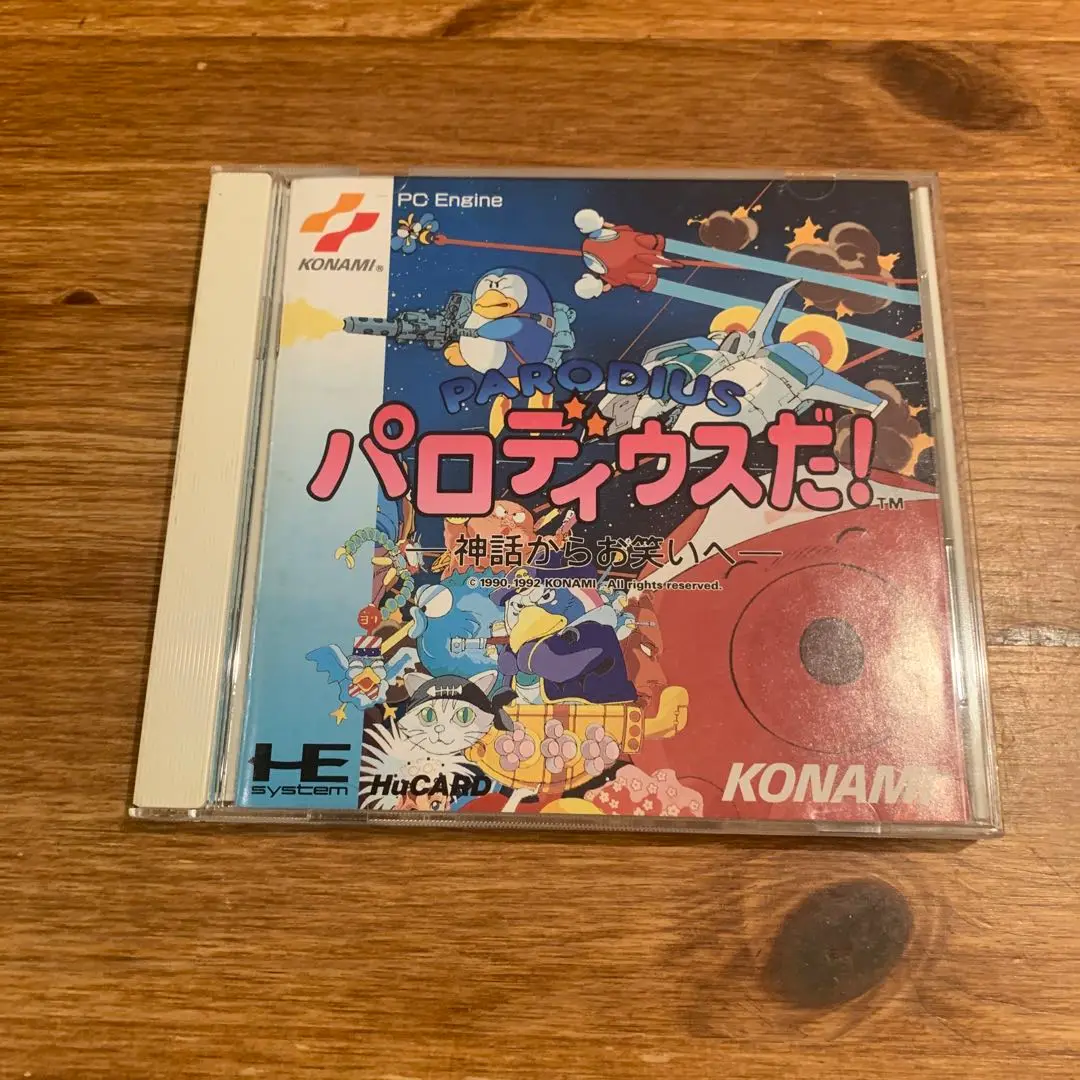 PC Engine
KONAMI®
PARODIUS
パロディウスだ!™
―神話からお笑いへ―
© 1990, 1992 KONAMI All rights reserved.
HE
system
HuCARD
KONAMI